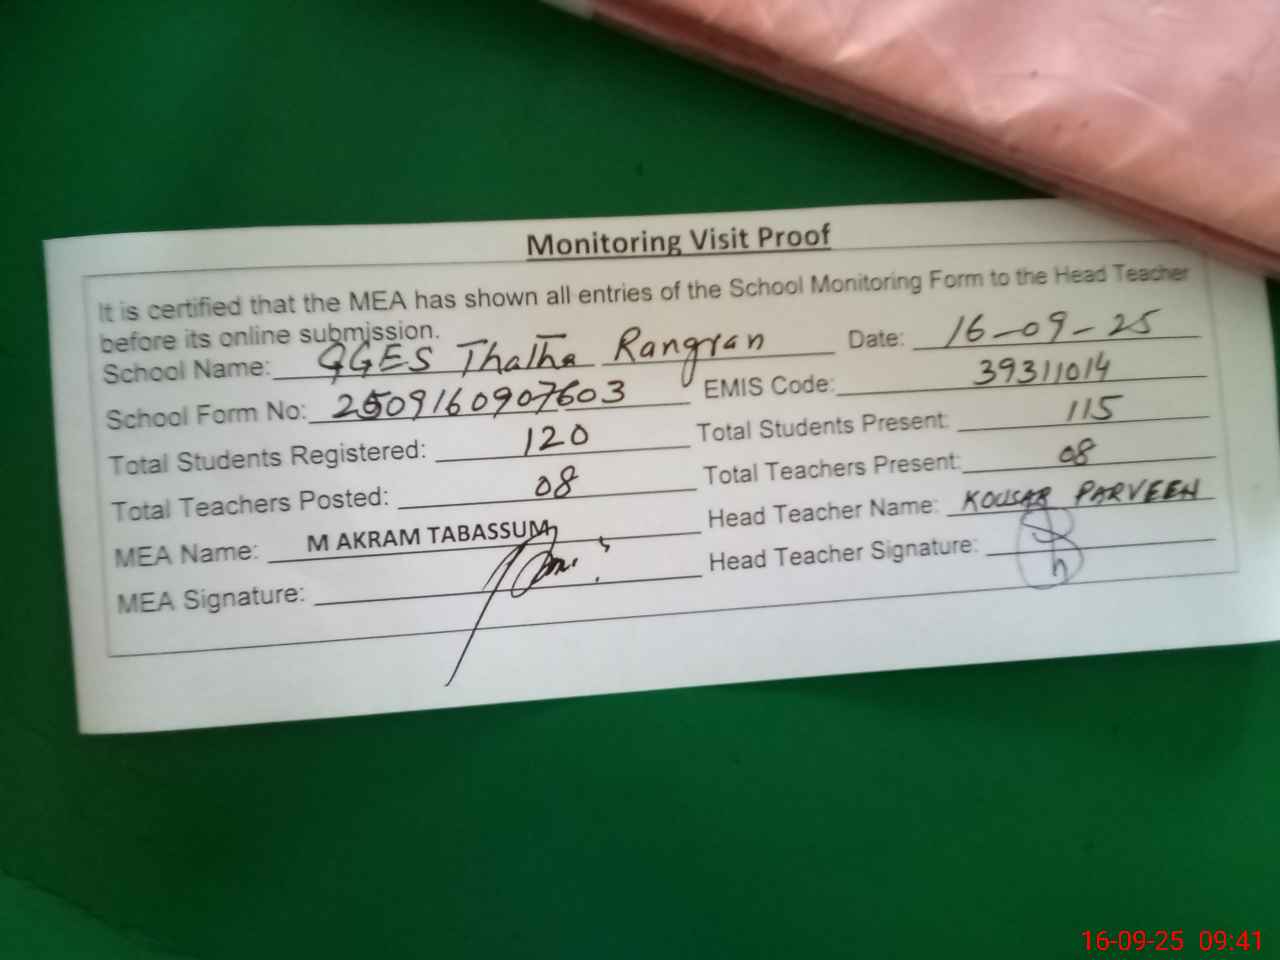 Monitoring Visit Proof
It is certified that the MEA has shown all entries of the School Monitoring Form to the Head Teacher
before its online submission.
School Name: GGES Thatha Rangran Date: 16-09-25
School Form No: 2509160907603 EMIS Code: 39311014
Total Students Registered: 120 Total Students Present: 115
Total Teachers Posted: 08 Total Teachers Present: 08
MEA Name: M AKRAM TABASSUM Head Teacher Name: KOUSAR PARVEEN
MEA Signature: Head Teacher Signature:
16-09-25 09:41